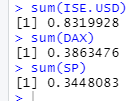 > sum(ISE.USD)
[1] 0.8319928
> sum(DAX)
[1] 0.3863476
> sum(SP)
[1] 0.3448083
>